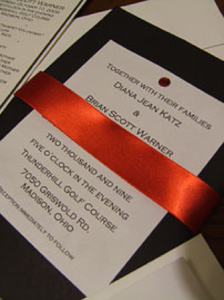 TOGETHER WITH THEIR FAMILIES
DIANA JEAN KATZ
&
BRIAN SCOTT WARNER
TWO THOUSAND AND NINE
FIVE O'CLOCK IN THE EVENING
THUNDERHILL GOLF COURSE
7050 GRISWOLD RD.
MADISON, OHIO
RECEPTION IMMEDIATELY TO FOLLOW